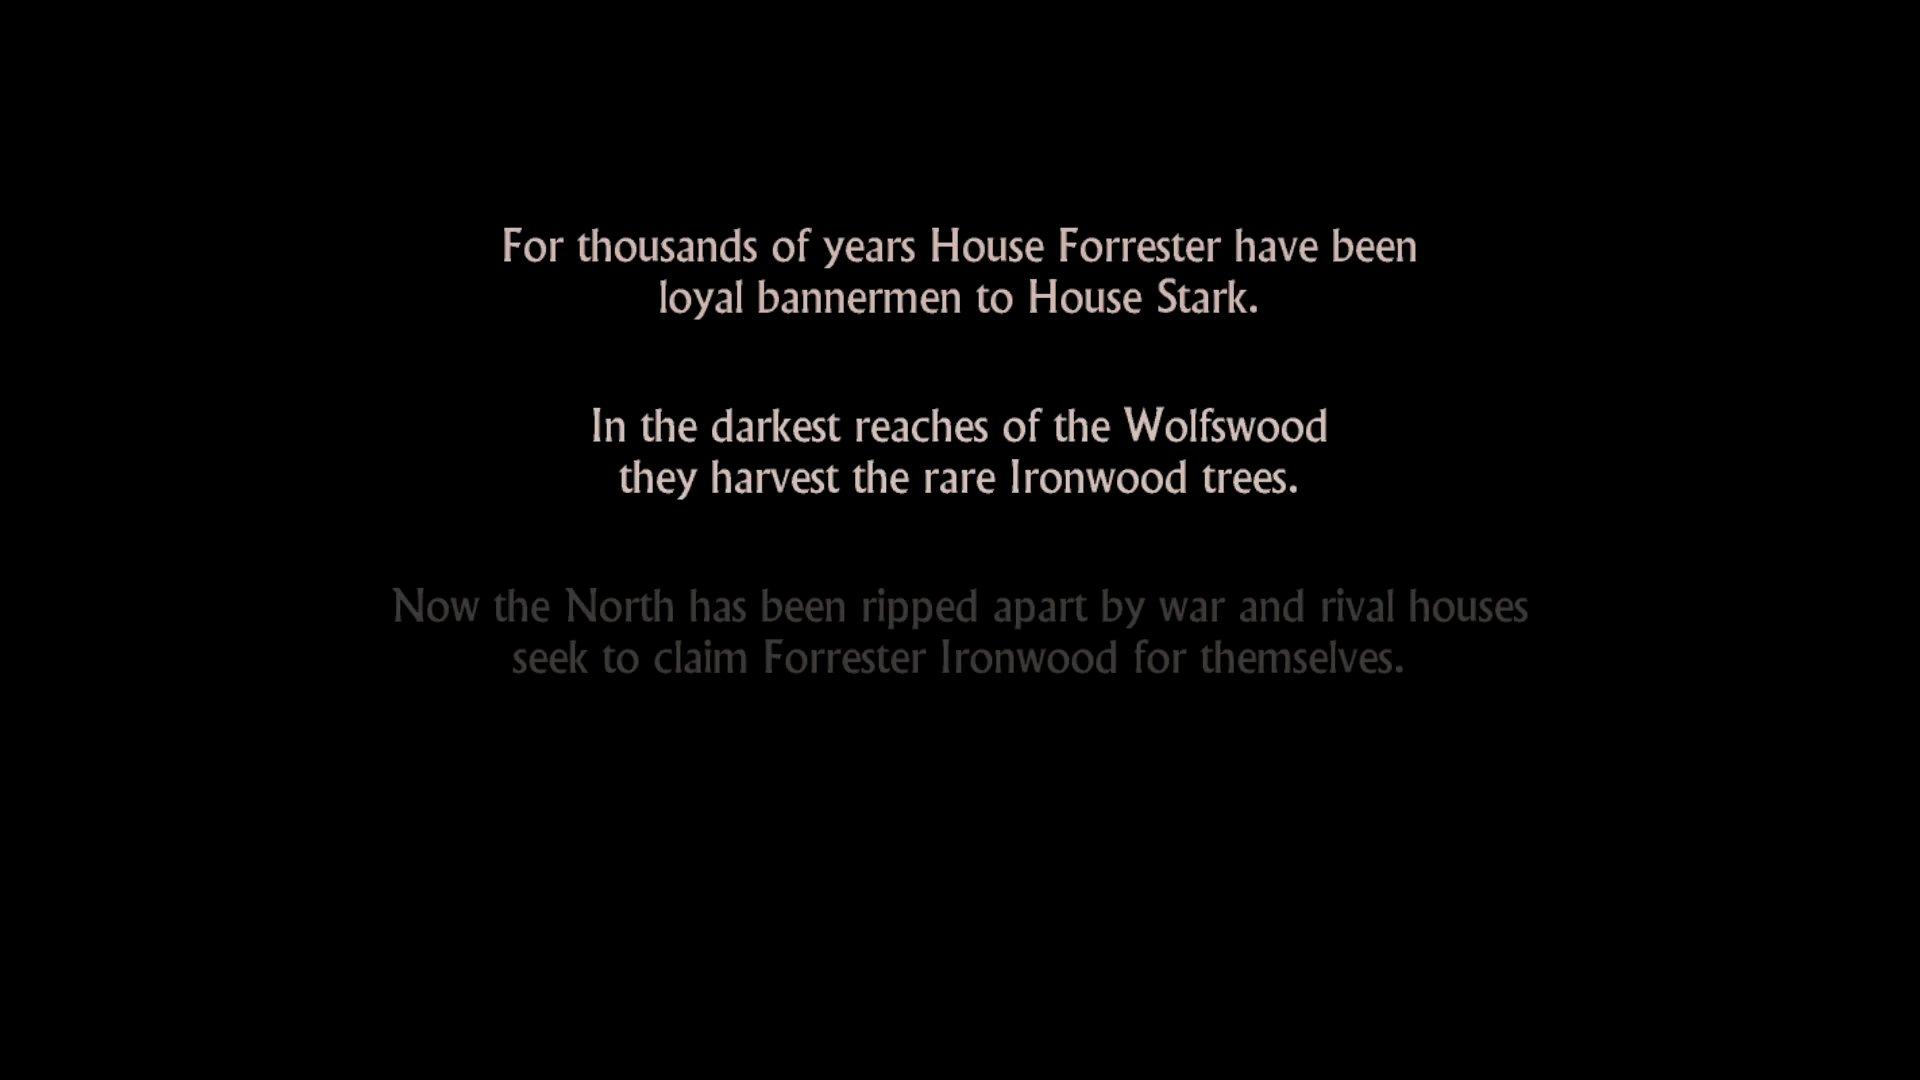 For thousands of years House Forrester have been
loyal bannermen to House Stark.
In the darkest reaches of the Wolfswood
they harvest the rare Ironwood trees.
Now the North has been ripped apart by war and rival houses
seek to claim Forrester Ironwood for themselves.